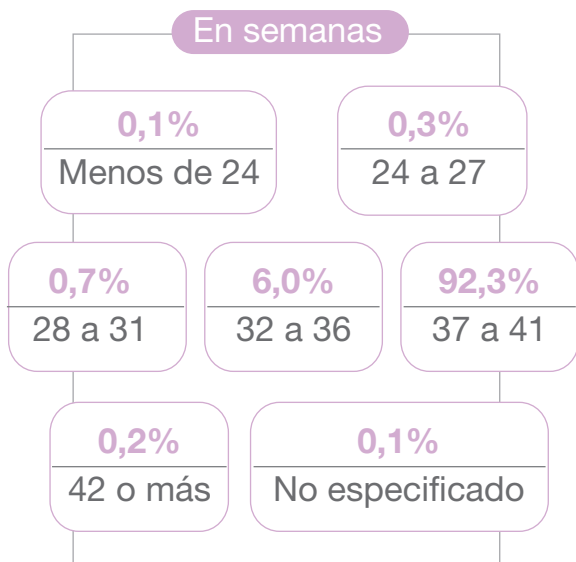 En semanas
0,1%
Menos de 24
0,3%
24 a 27
0,7%
28 a 31
6,0%
32 a 36
92,3%
37 a 41
0,2%
42 o más
0,1%
No especificado